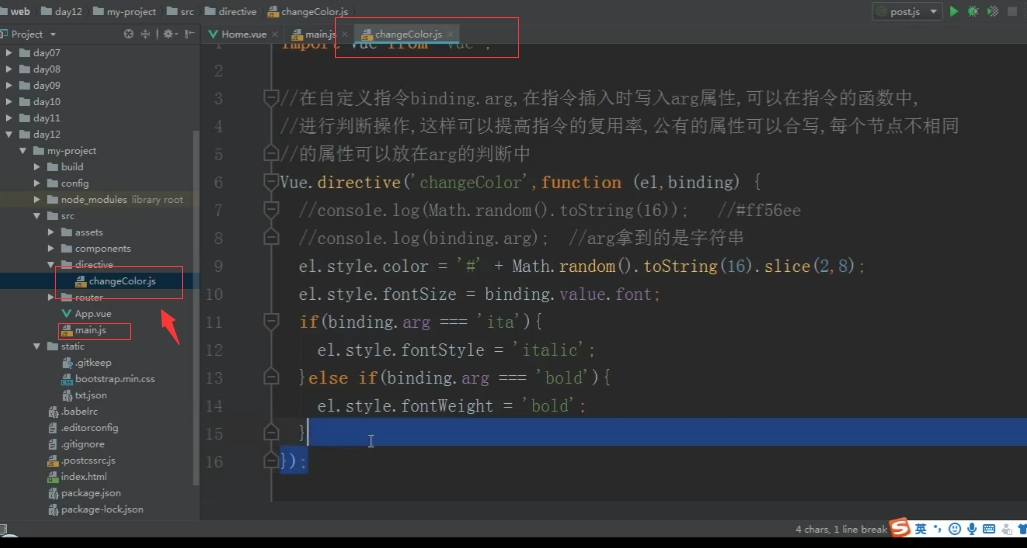 web day12 my-project src directive changeColor.js post.js
Project Home.vue main.js changeColor.js
day07
day08
day09
day10
day11
day12
my-project
build
config
node_modules library root
src
assets
components
directive
changeColor.js
router
App.vue
main.js
static
.gitkeep
bootstrap.min.css
txt.json
.babelrc
.editorconfig
.gitignore
.postcssrc.js
index.html
package.json
package-lock.json
import Vue from 'vue';
2
3 //在自定义指令binding.arg,在指令插入时写入arg属性,可以在指令的函数中,
4 //进行判断操作,这样可以提高指令的复用率,公有的属性可以合写,每个节点不相同
5 //的属性可以放在arg的判断中
6 Vue.directive('changeColor',function (el,binding) {
7 //console.log(Math.random().toString(16)); //#ff56ee
8 //console.log(binding.arg); //arg拿到的是字符串
9 el.style.color = '#' + Math.random().toString(16).slice(2,8);
10 el.style.fontSize = binding.value.font;
11 if(binding.arg === 'ita'){
12 el.style.fontStyle = 'italic';
13 }else if(binding.arg === 'bold'){
14 el.style.fontWeight = 'bold';
15 }
16 });
4 chars, 1 line break
S 英